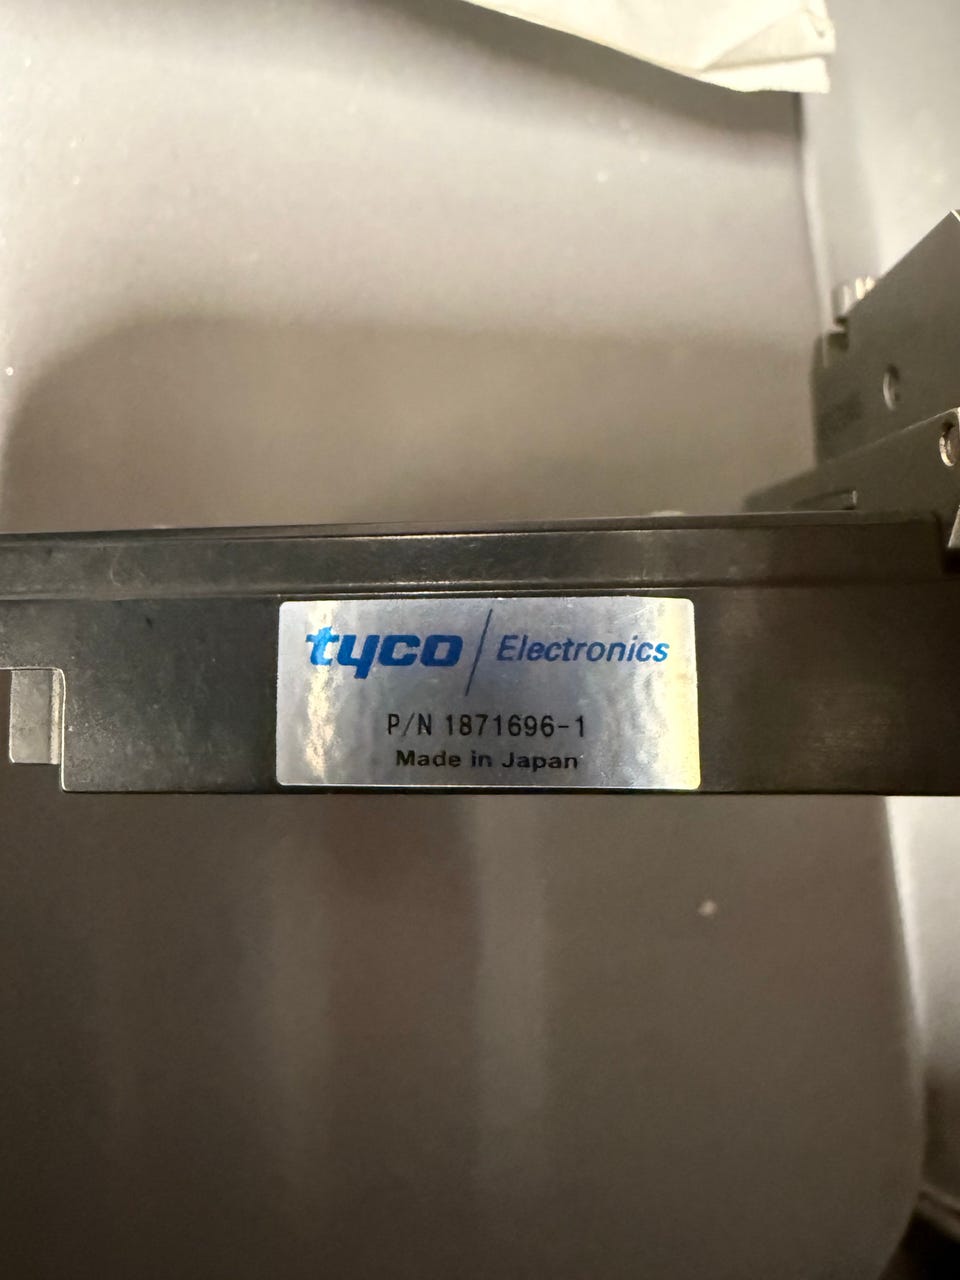 tyco / Electronics
P/N 1871696-1
Made in Japan